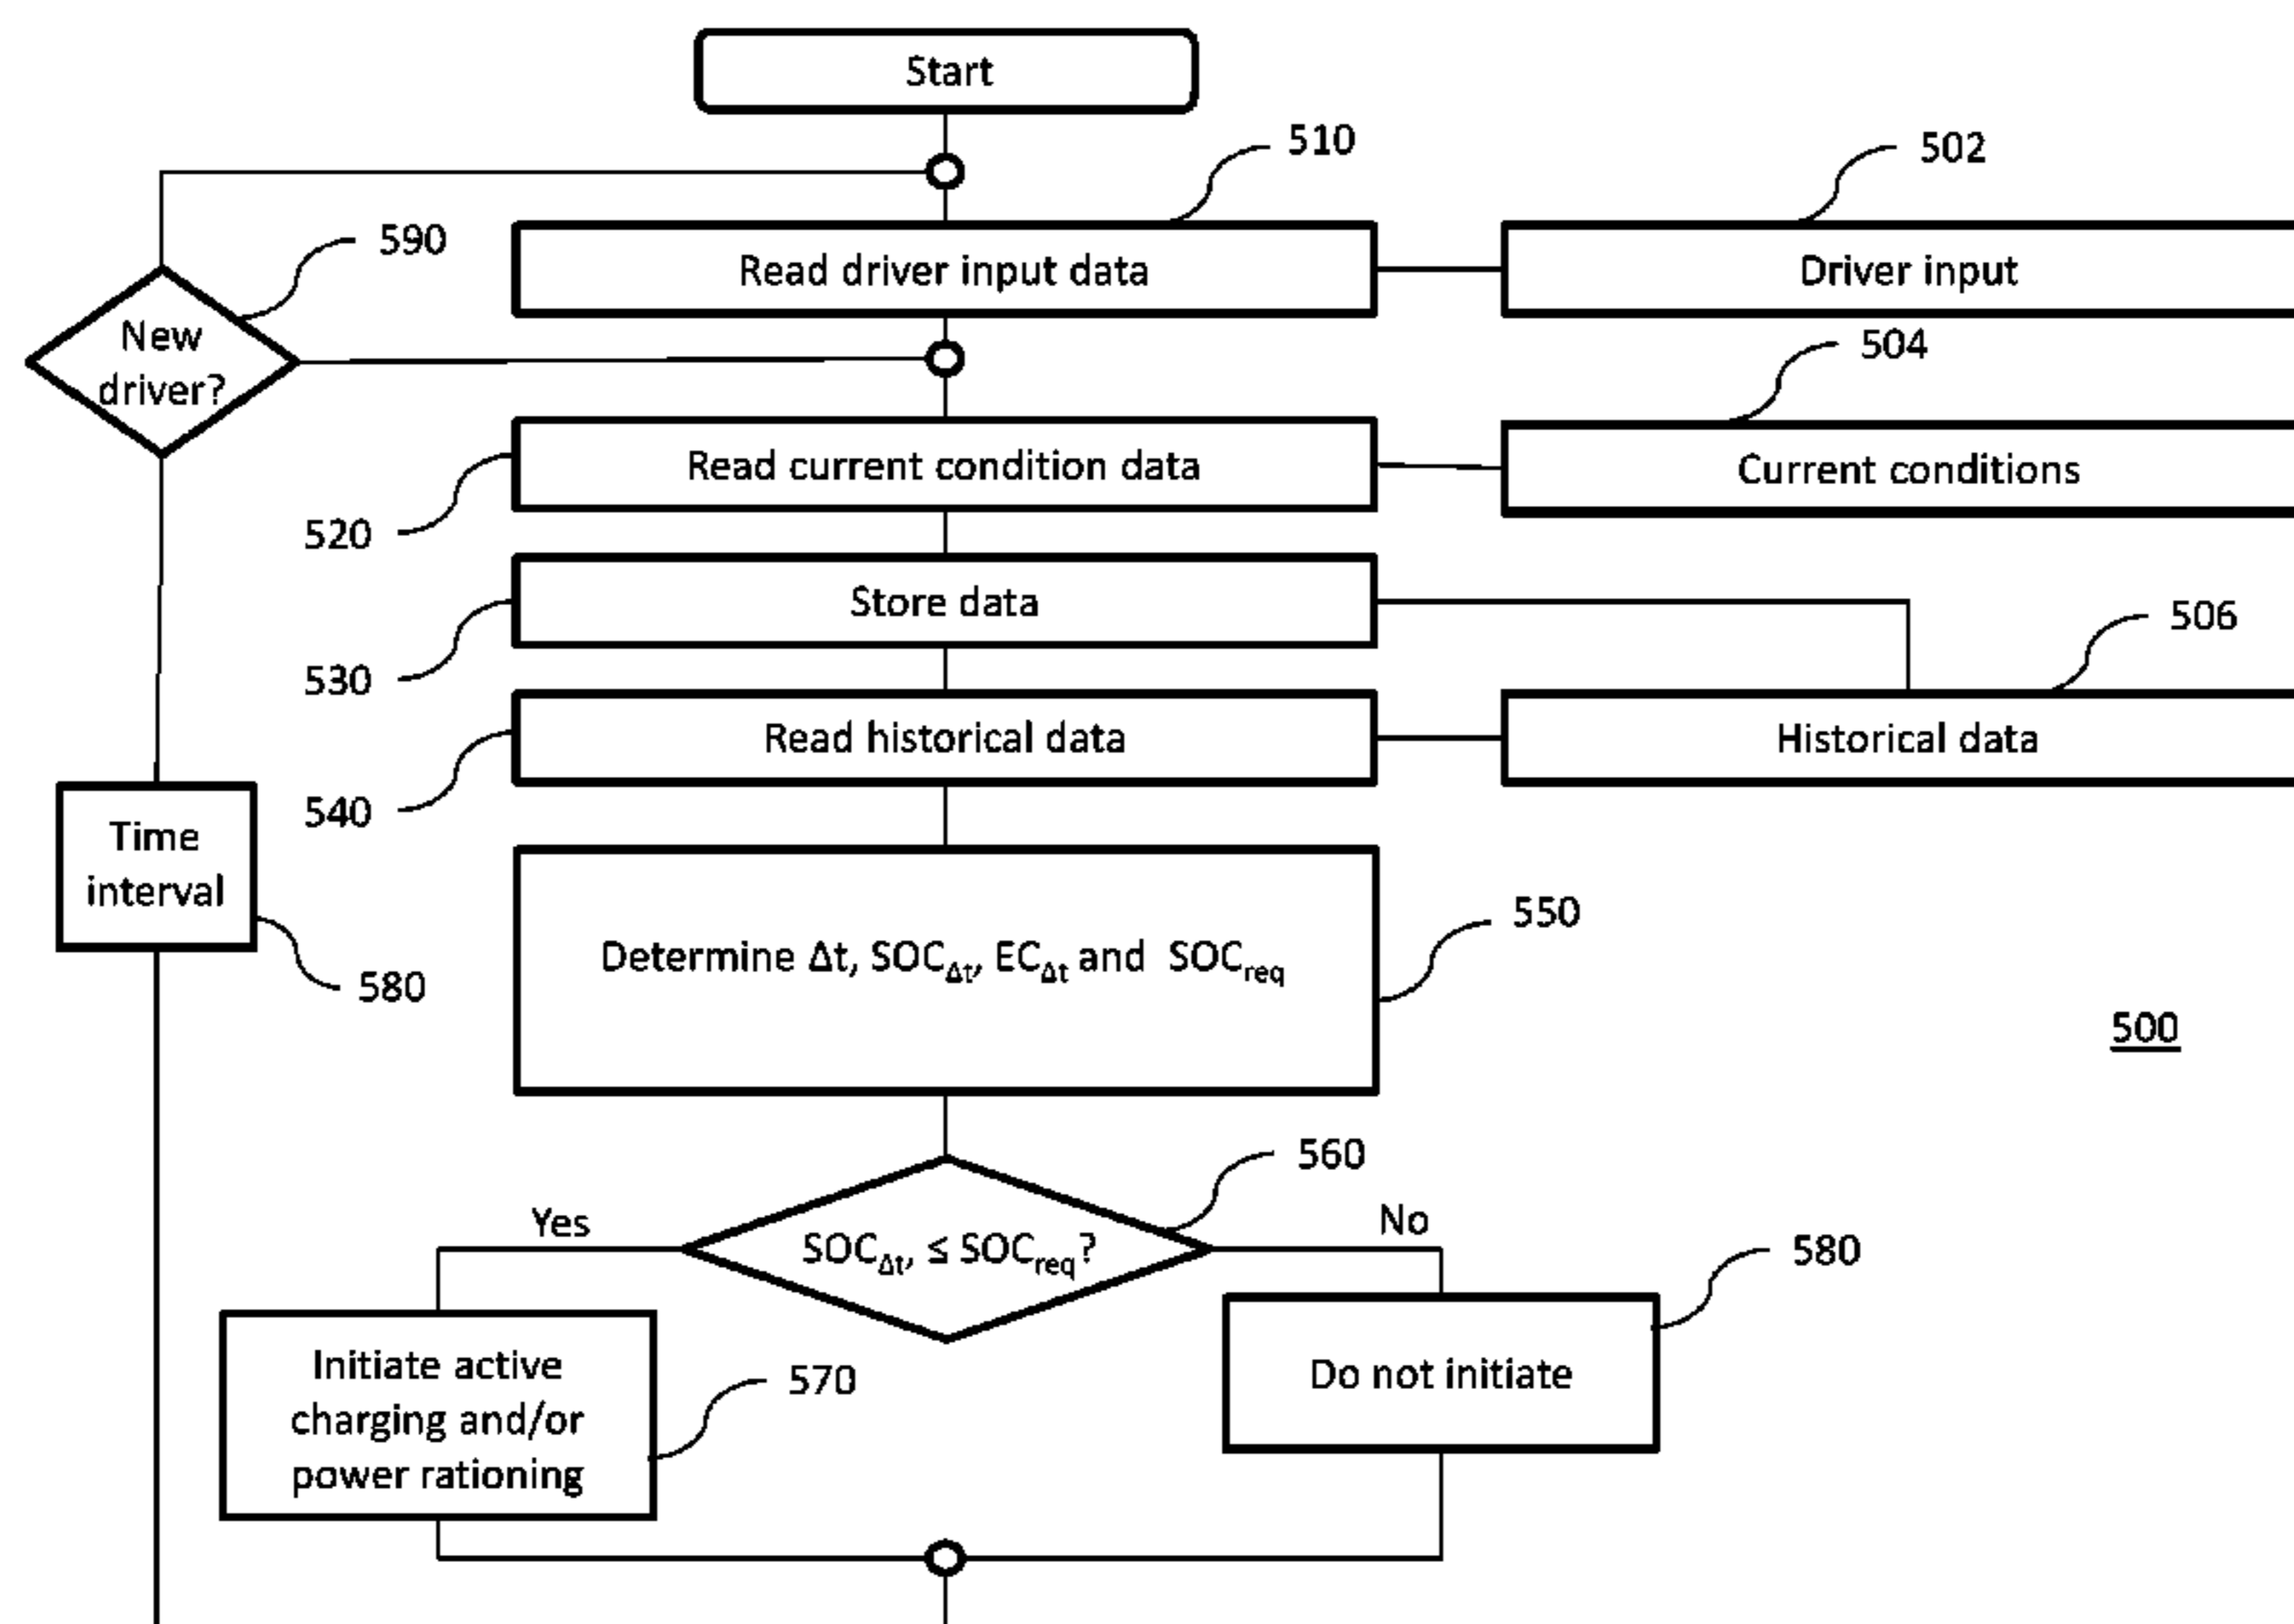 Start
510
502
Read driver input data
Driver input
590
New
driver?
504
Read current condition data
Current conditions
520
Store data
506
530
Read historical data
Historical data
540
Time
interval
580
Determine Δt, SOCΔt, ECΔt and SOCreq
550
500
560
Yes
No
SOCΔt, ≤ SOCreq?
580
Initiate active
charging and/or
power rationing
570
Do not initiate